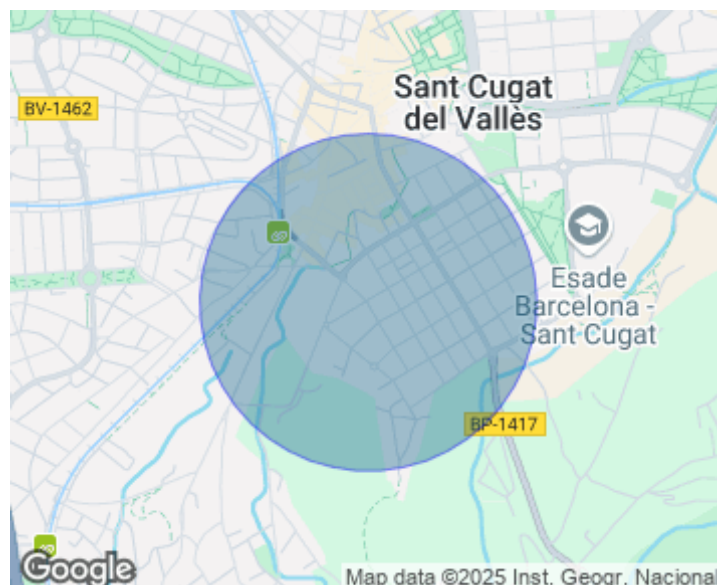 Sant Cugat
del Vallès
BV-1462
Esade
Barcelona -
Sant Cugat
BP-1417
Google
Map data ©2025 Inst. Geogr. Nacional